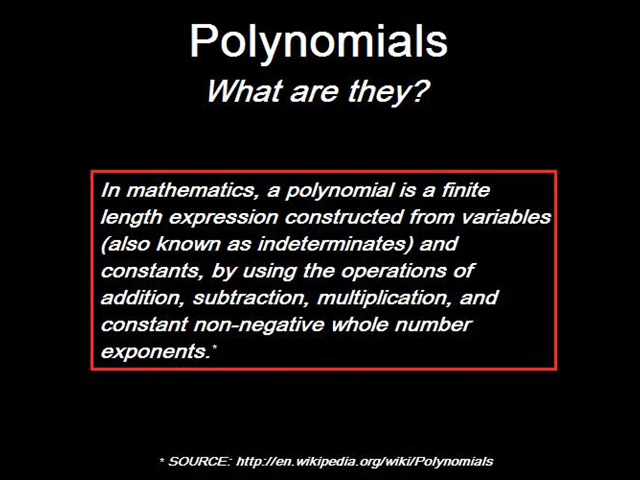 Polynomials
What are they?
In mathematics, a polynomial is a finite
length expression constructed from variables
(also known as indeterminates) and
constants, by using the operations of
addition, subtraction, multiplication, and
constant non-negative whole number
exponents.*
* SOURCE: http://en.wikipedia.org/wiki/Polynomials